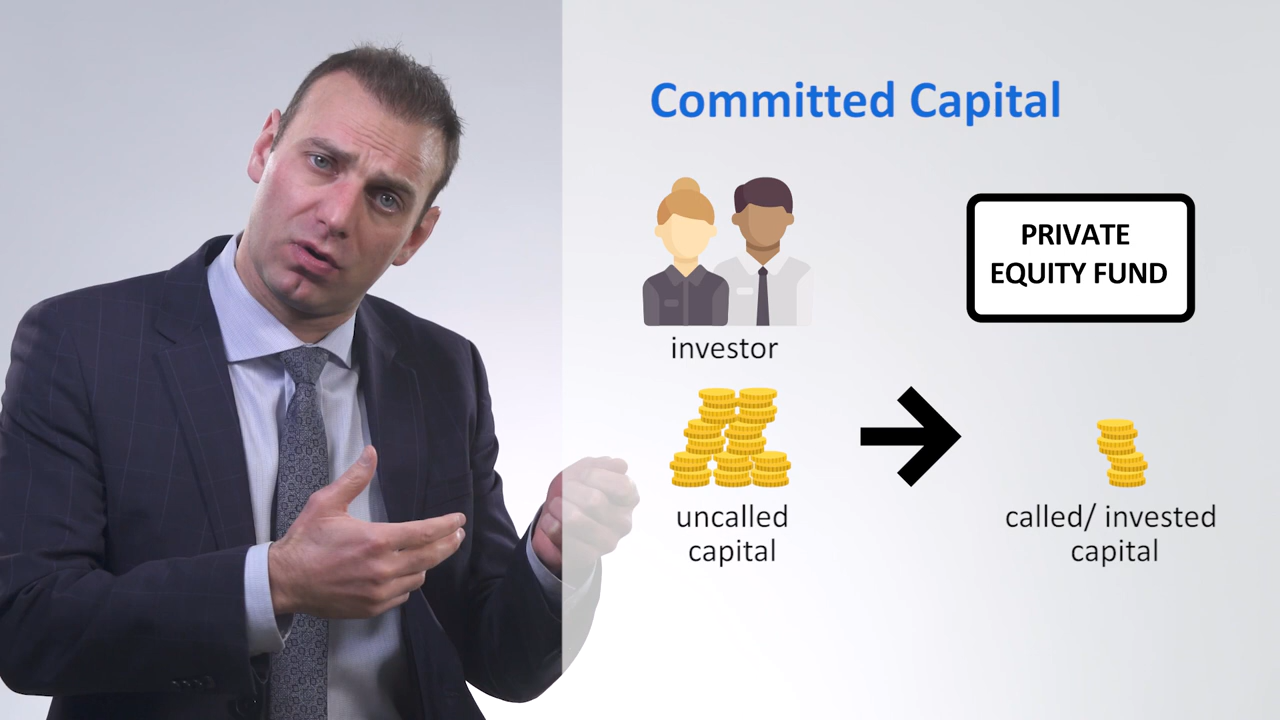 Committed Capital
PRIVATE
EQUITY FUND
investor
uncalled
capital
called/ invested
capital